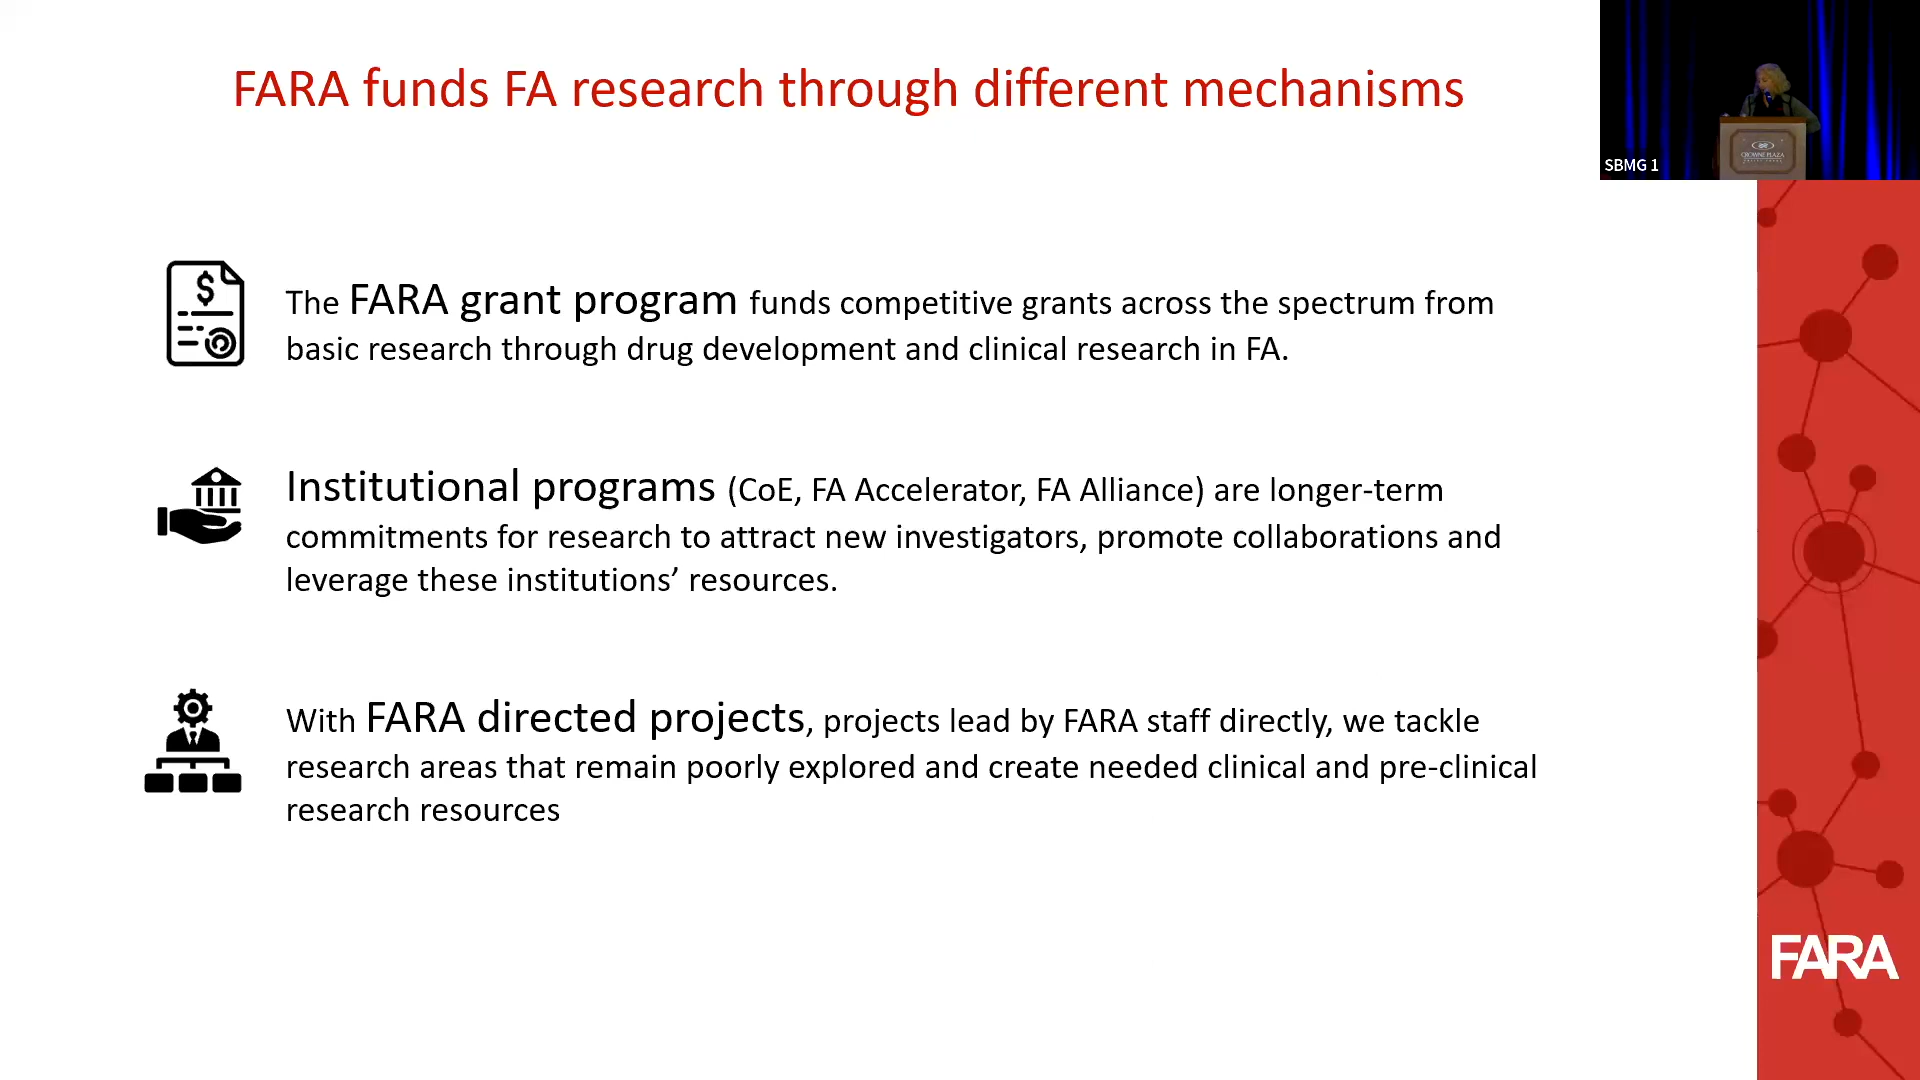 FARA funds FA research through different mechanisms
SBMG 1
CROWNE PLAZA
$
The FARA grant program funds competitive grants across the spectrum from
basic research through drug development and clinical research in FA.
Institutional programs (CoE, FA Accelerator, FA Alliance) are longer-term
commitments for research to attract new investigators, promote collaborations and
leverage these institutions’ resources.
With FARA directed projects, projects lead by FARA staff directly, we tackle
research areas that remain poorly explored and create needed clinical and pre-clinical
research resources
FARA